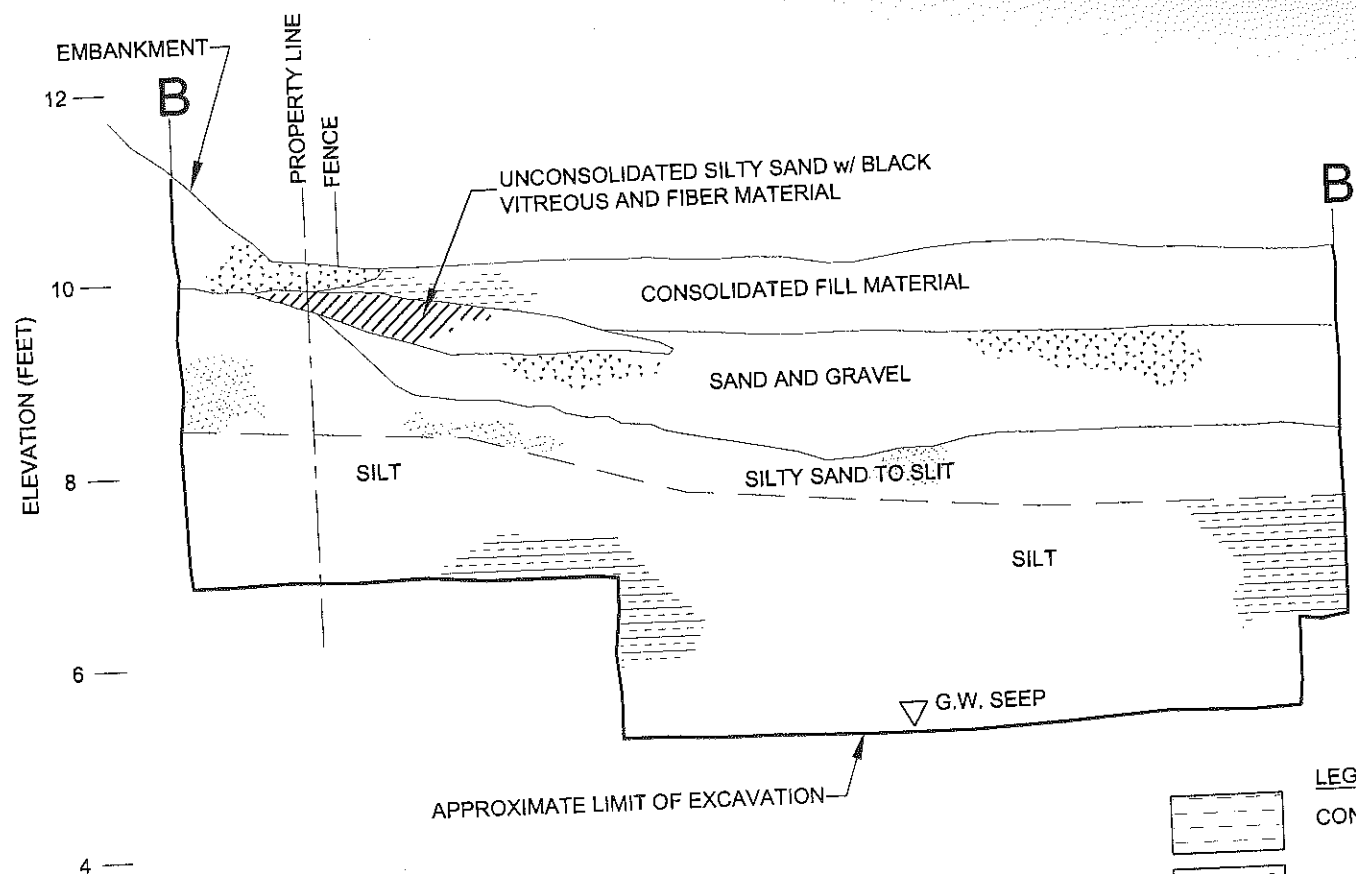 EMBANKMENT
12
B
PROPERTY LINE
FENCE
UNCONSOLIDATED SILTY SAND w/ BLACK
VITREOUS AND FIBER MATERIAL
B
10
CONSOLIDATED FILL MATERIAL
ELEVATION (FEET)
SAND AND GRAVEL
8
SILT
SILTY SAND TO SLIT
SILT
6
G.W. SEEP
APPROXIMATE LIMIT OF EXCAVATION
LEG
CON
4